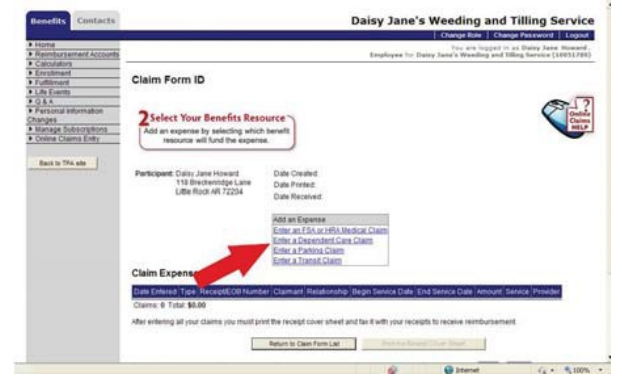 Benefits Contacts
Daisy Jane's Weeding and Tilling Service
Change Role | Change Password | Logout
You are logged in as Daisy Jane Howard.
Employee for Daisy Jane's Weeding and Tilling Service
Home
Reimbursement Accounts
Calculators
Enrollment
Fulfillment
Life Events
Q & A
Personal Information
Changes
Manage Subscriptions
Online Claims Entry
Back to TPA site
Claim Form ID
2 Select Your Benefits Resource
Add an expense by selecting which benefit
resource will fund the expense.
Online
Claims
HELP
Participant: Daisy Jane Howard
118 Breckenridge Lane
Little Rock AR 72204
Date Created:
Date Printed:
Date Received:
Add an Expense
Enter an FSA or HRA Medical Claim
Enter a Dependent Care Claim
Enter a Parking Claim
Enter a Transit Claim
Claim Expens
Date Entered Type Receipt/EOB Number Claimant Relationship Begin Service Date End Service Date Amount Service Provider
Claims: 0 Total: $0.00
After entering all your claims you must print the receipt cover sheet and fax it with your receipts to receive reimbursement.
Return to Claim Form List
Print the Receipt Cover Sheet
Internet
100%